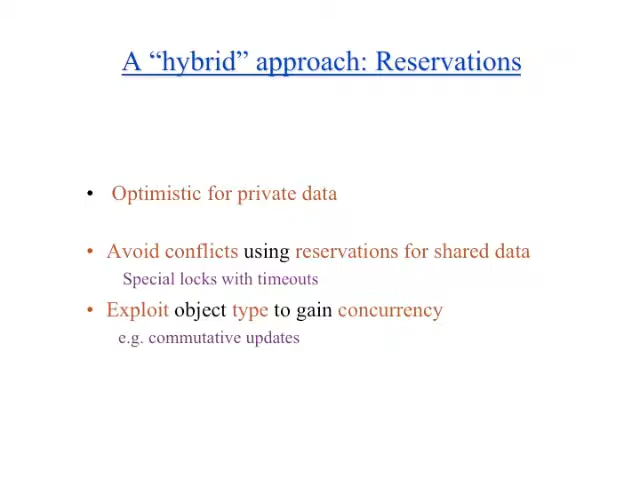 A “hybrid” approach: Reservations
• Optimistic for private data
• Avoid conflicts using reservations for shared data
Special locks with timeouts
• Exploit object type to gain concurrency
e.g. commutative updates